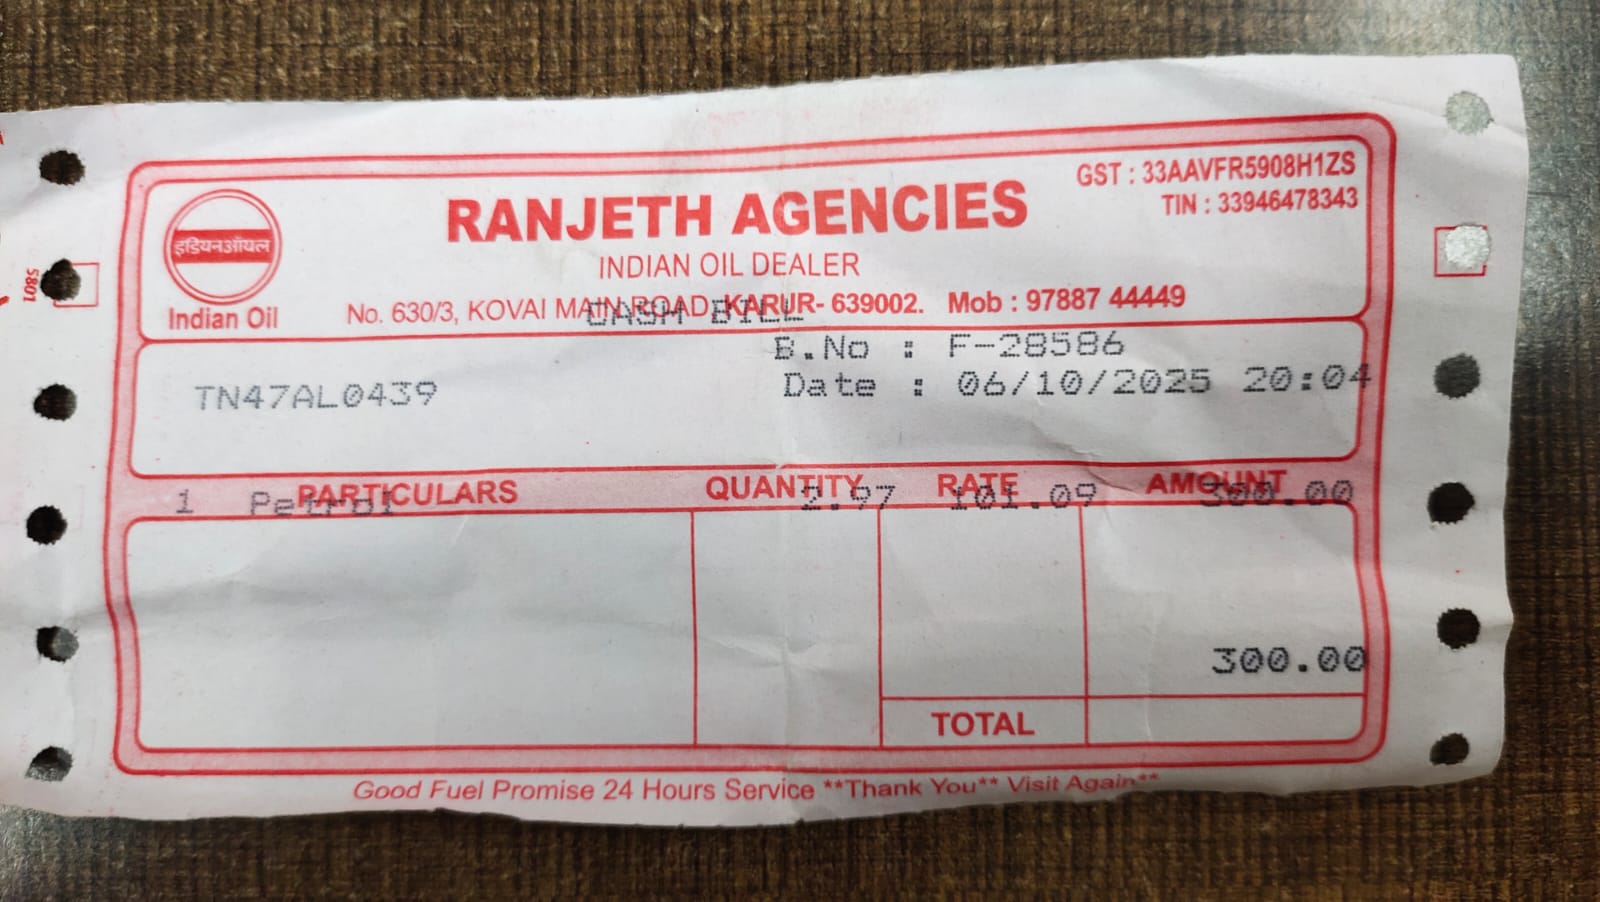 GST : 33AAVFR5908H1ZS
TIN : 33946478343
इंडियनऑयल
Indian Oil
RANJETH AGENCIES
INDIAN OIL DEALER
No. 630/3, KOVAI MAIN ROAD, KARUR- 639002. Mob : 97887 44449
CASH BILL
B.No : F-28586
TN47AL0439
Date : 06/10/2025 20:04
PARTICULARS QUANTITY RATE AMOUNT
1 Petrol 2.97 101.09 300.00
300.00
TOTAL
Good Fuel Promise 24 Hours Service **Thank You** Visit Again**
5801